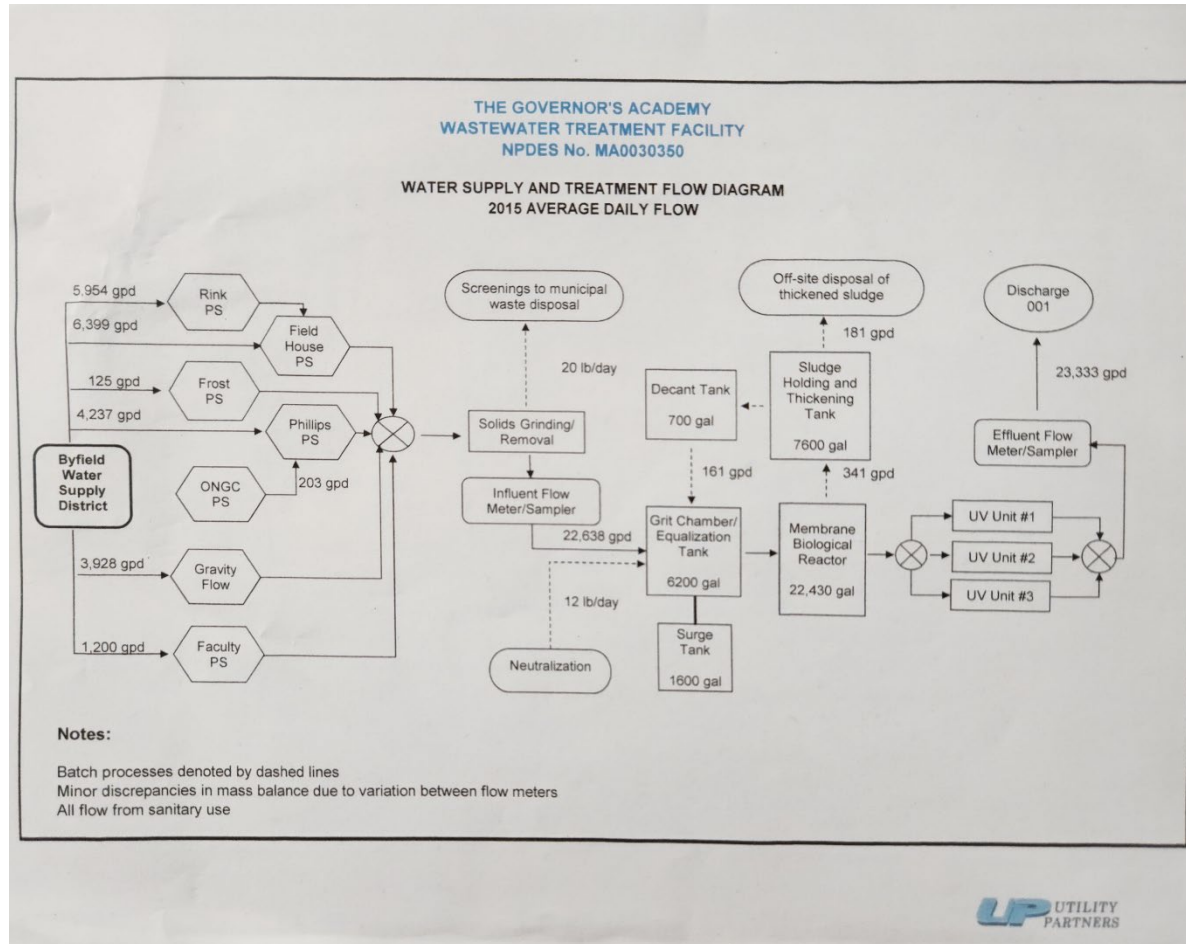 THE GOVERNOR'S ACADEMY
WASTEWATER TREATMENT FACILITY
NPDES No. MA0030350
WATER SUPPLY AND TREATMENT FLOW DIAGRAM
2015 AVERAGE DAILY FLOW
5,954 gpd
Rink
PS
6,399 gpd
Field
House
PS
125 gpd
Frost
PS
4,237 gpd
Phillips
PS
Byfield
Water
Supply
District
ONGC
PS
203 gpd
3,928 gpd
Gravity
Flow
1,200 gpd
Faculty
PS
Screenings to municipal
waste disposal
20 lb/day
Solids Grinding/
Removal
Influent Flow
Meter/Sampler
22,638 gpd
12 lb/day
Neutralization
Decant Tank
700 gal
161 gpd
Grit Chamber/
Equalization
Tank
6200 gal
Surge
Tank
1600 gal
Off-site disposal of
thickened sludge
181 gpd
Sludge
Holding and
Thickening
Tank
7600 gal
341 gpd
Membrane
Biological
Reactor
22,430 gal
Discharge
001
23,333 gpd
Effluent Flow
Meter/Sampler
UV Unit #1
UV Unit #2
UV Unit #3
Notes:
Batch processes denoted by dashed lines
Minor discrepancies in mass balance due to variation between flow meters
All flow from sanitary use
UP UTILITY
PARTNERS